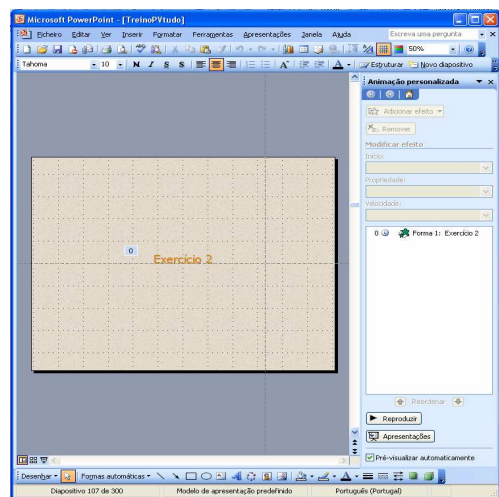 Microsoft PowerPoint - [TreinoPVtudo]
Ficheiro Editar Ver Inserir Formatar Ferramentas Apresentações Janela Ajuda Escreva uma pergunta
50%
Tahoma 10 N I S S A A Estruturar Novo diapositivo
Animação personalizada
Adicionar efeito
Remover
Modificar efeito
Início:
Propriedade:
Velocidade:
0 Forma 1: Exercício 2
0
Exercício 2
Reordenar
Reproduzir
Apresentações
Pré-visualizar automaticamente
Desenhar Formas automáticas A
Diapositivo 107 de 300 Modelo de apresentação predefinido Português (Portugal)